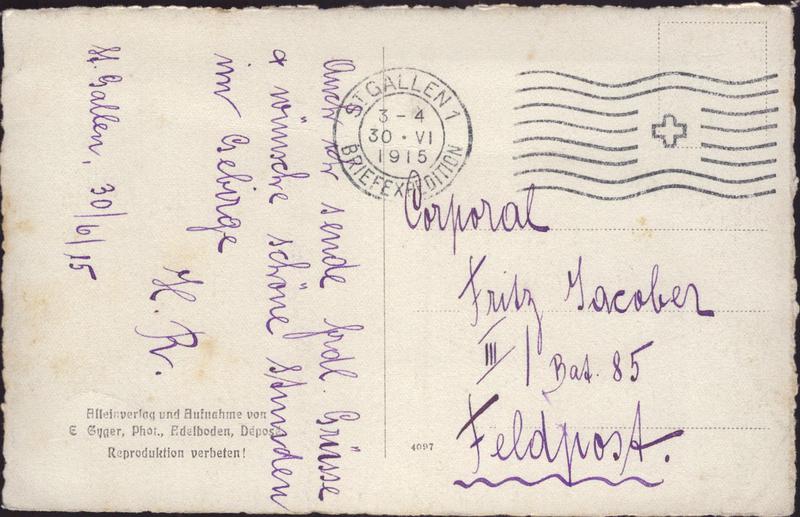 St. Gallen, 30/6/15
Auch ich sende frdl. Grüsse
& wünsche schöne Stunden
im Gebirge
H. R.
Alleinverlag und Aufnahme von
E Gyger, Phot., Adelboden, Déposé
Reproduktion verboten!
4097
ST. GALLEN 1
3-4
30·VI
1915
BRIEFEXPEDITION
Corporal
Fritz Jacober
III/ Bat. 85
Feldpost.